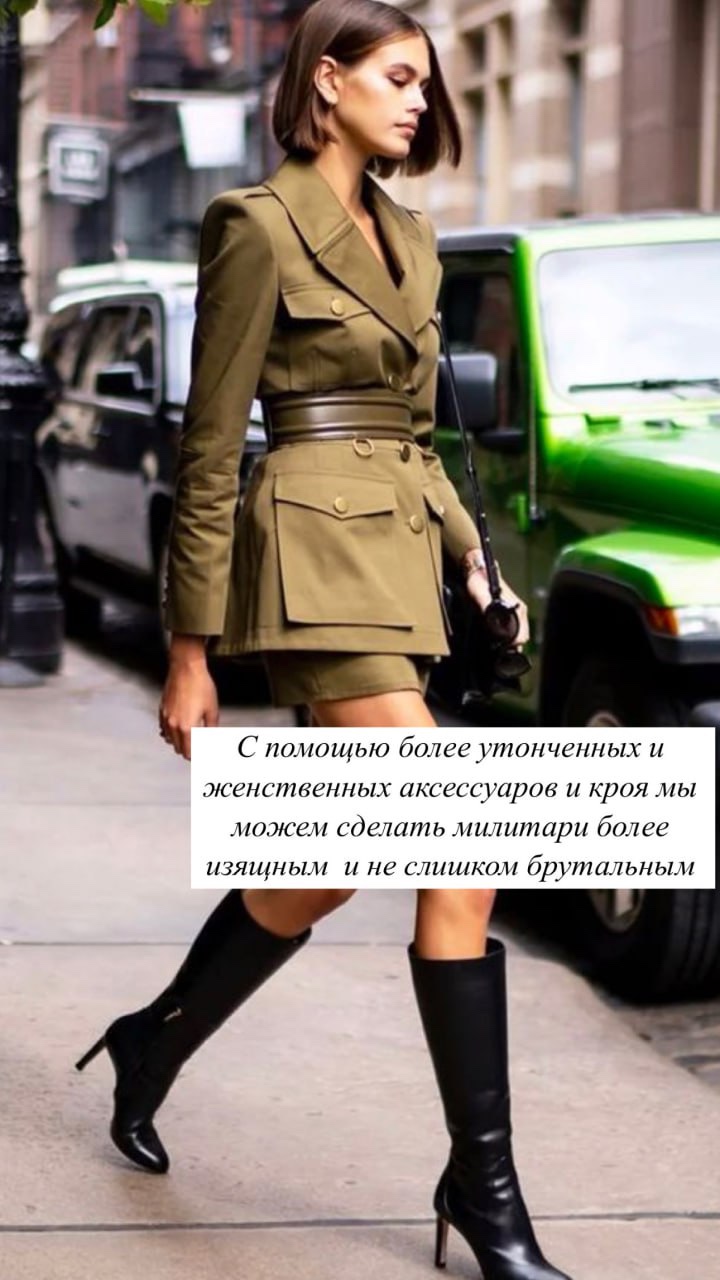 С помощью более утонченных и
женственных аксессуаров и кроя мы
можем сделать милитари более
изящным и не слишком брутальным